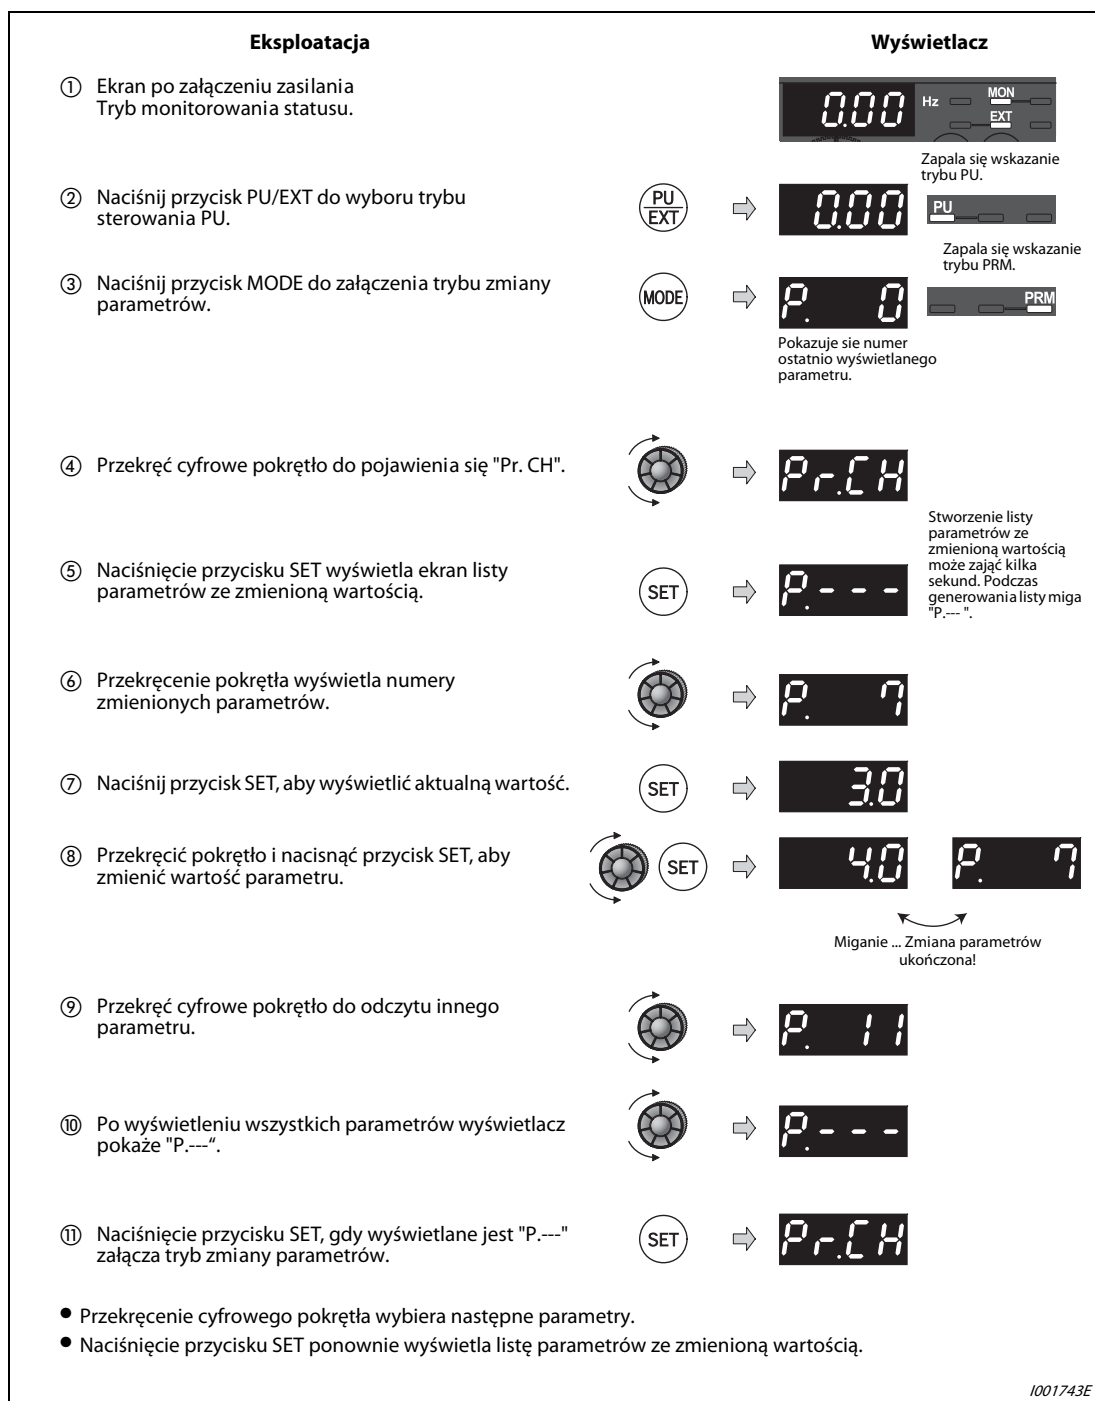 Eksploatacja
Wyświetlacz
① Ekran po załączeniu zasilania
Tryb monitorowania statusu.
0.00
Hz
MON
EXT
Zapala się wskazanie
trybu PU.
② Naciśnij przycisk PU/EXT do wyboru trybu
sterowania PU.
PU
EXT
0.00
PU
Zapala się wskazanie
trybu PRM.
③ Naciśnij przycisk MODE do załączenia trybu zmiany
parametrów.
MODE
P. 0
PRM
Pokazuje sie numer
ostatnio wyświetlanego
parametru.
④ Przekręć cyfrowe pokrętło do pojawienia się "Pr. CH".
Pr.CH
Stworzenie listy
parametrów ze
zmienioną wartością
może zająć kilka
sekund. Podczas
generowania listy miga
"P.--- ".
⑤ Naciśnięcie przycisku SET wyświetla ekran listy
parametrów ze zmienioną wartością.
SET
P.---
⑥ Przekręcenie pokrętła wyświetla numery
zmienionych parametrów.
P. 7
⑦ Naciśnij przycisk SET, aby wyświetlić aktualną wartość.
SET
3.0
⑧ Przekręcić pokrętło i nacisnąć przycisk SET, aby
zmienić wartość parametru.
SET
4.0
P. 7
Miganie ... Zmiana parametrów
ukończona!
⑨ Przekręć cyfrowe pokrętło do odczytu innego
parametru.
P. 11
⑩ Po wyświetleniu wszystkich parametrów wyświetlacz
pokaże "P.---“.
P.---
⑪ Naciśnięcie przycisku SET, gdy wyświetlane jest "P.---"
załącza tryb zmiany parametrów.
SET
Pr.CH
● Przekręcenie cyfrowego pokrętła wybiera następne parametry.
● Naciśnięcie przycisku SET ponownie wyświetla listę parametrów ze zmienioną wartością.
I001743E